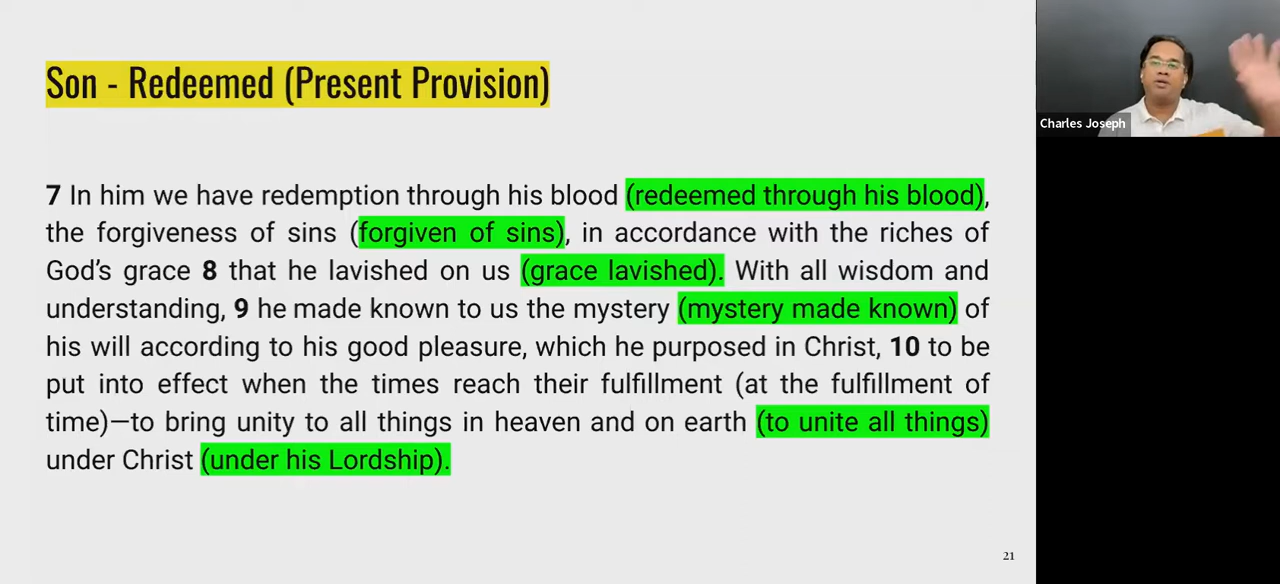 Son - Redeemed (Present Provision)
7 In him we have redemption through his blood (redeemed through his blood),
the forgiveness of sins (forgiven of sins), in accordance with the riches of
God’s grace 8 that he lavished on us (grace lavished). With all wisdom and
understanding, 9 he made known to us the mystery (mystery made known) of
his will according to his good pleasure, which he purposed in Christ, 10 to be
put into effect when the times reach their fulfillment (at the fulfillment of
time)—to bring unity to all things in heaven and on earth (to unite all things)
under Christ (under his Lordship).
21
Charles Joseph